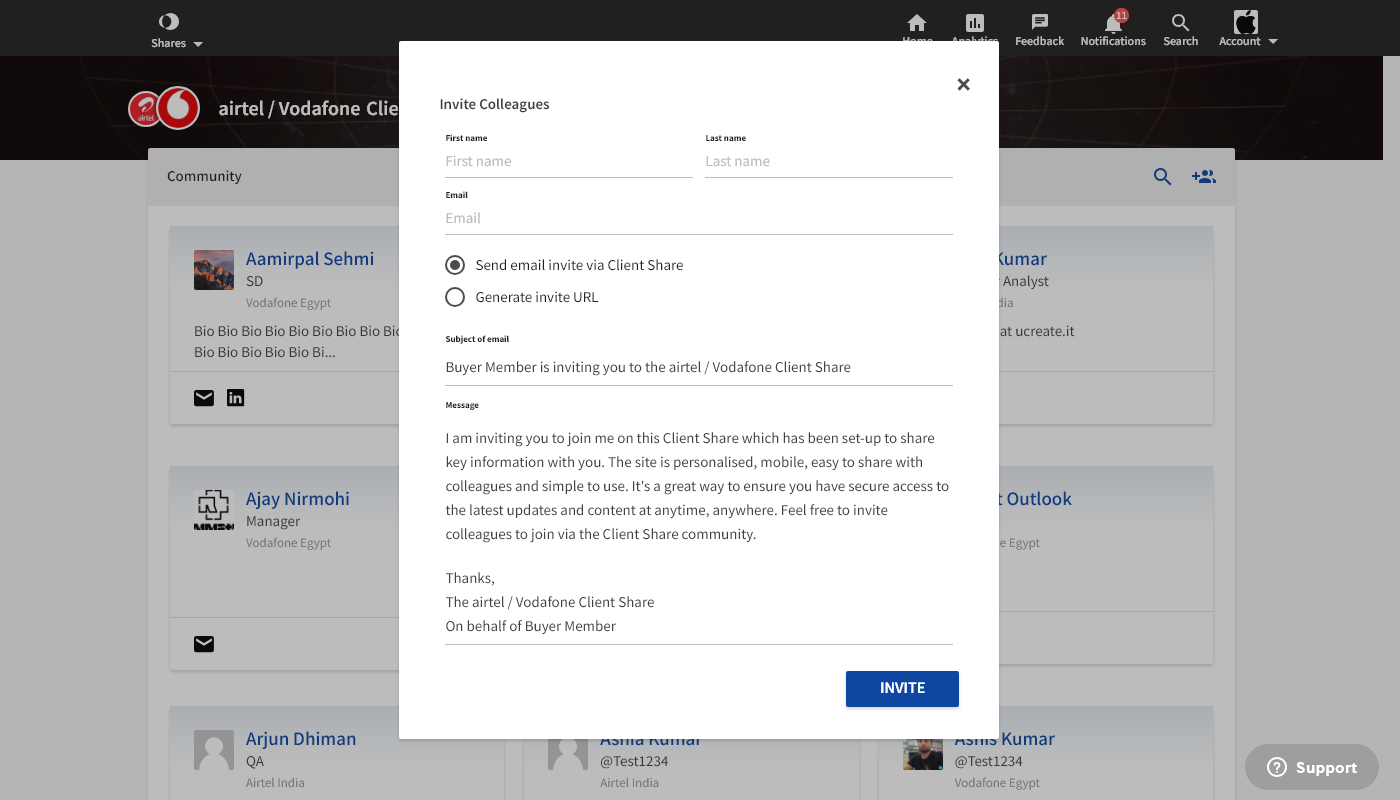 Shares
Home
Analytics
Feedback
11
Notifications
Search
Account
airtel
airtel / Vodafone Clie
Invite Colleagues
First name
Last name
First name
Last name
Email
Email
Send email invite via Client Share
Generate invite URL
Subject of email
Buyer Member is inviting you to the airtel / Vodafone Client Share
Message
I am inviting you to join me on this Client Share which has been set-up to share
key information with you. The site is personalised, mobile, easy to share with
colleagues and simple to use. It's a great way to ensure you have secure access to
the latest updates and content at anytime, anywhere. Feel free to invite
colleagues to join via the Client Share community.
Thanks,
The airtel / Vodafone Client Share
On behalf of Buyer Member
INVITE
Community
Aamirpal Sehmi
SD
Vodafone Egypt
Bio Bio Bio Bio Bio Bio Bio Bio Bio
Bio Bio Bio Bio Bio Bi...
in
Kumar
Analyst
dia
at ucreate.it
Ajay Nirmohi
Manager
Vodafone Egypt
t Outlook
e Egypt
Arjun Dhiman
QA
Airtel India
Ashia Kumar
@Test1234
Airtel India
Ashis Kumar
@Test1234
Vodafone Egypt
Support